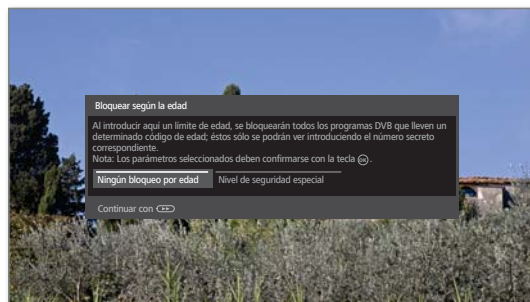 Bloquear según la edad
Al introducir aquí un límite de edad, se bloquearán todos los programas DVB que lleven un
determinado código de edad; éstos sólo se podrán ver introduciendo el número secreto
correspondiente.
Nota: Los parámetros seleccionados deben confirmarse con la tecla OK.
Ningún bloqueo por edad Nivel de seguridad especial
Continuar con